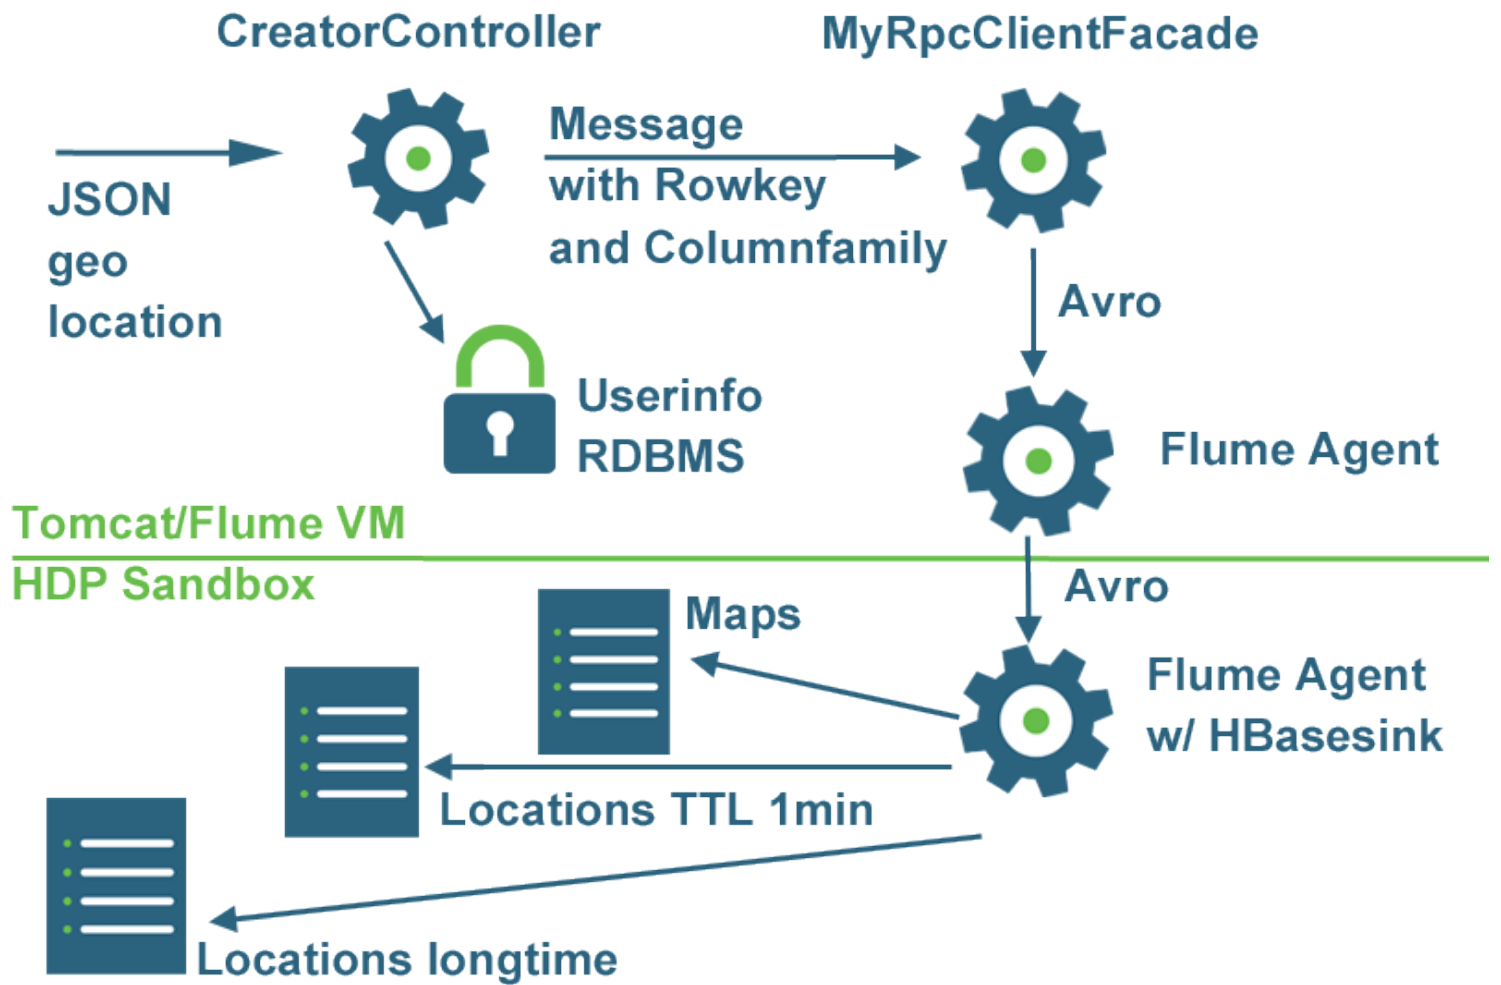 CreatorController
MyRpcClientFacade
JSON
geo
location
Message
with Rowkey
and Columnfamily
Avro
Userinfo
RDBMS
Flume Agent
Tomcat/Flume VM
HDP Sandbox
Avro
Maps
Flume Agent
w/ HBasesink
Locations TTL 1min
Locations longtime